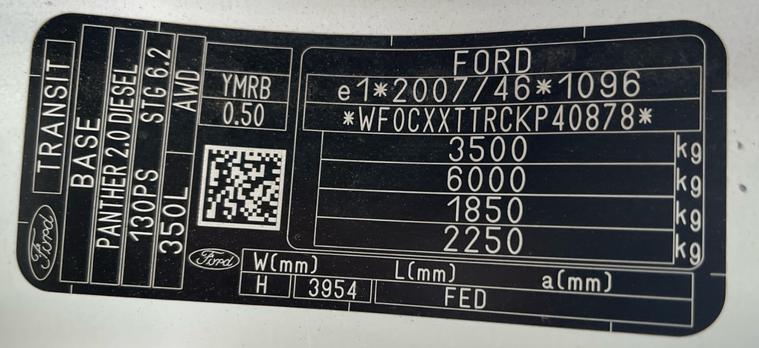 TRANSIT
BASE
PANTHER 2.0 DIESEL
130PS STG 6.2
350L AWD
Ford
YMRB
0.50
FORD
e1*2007/46*1096
*WF0CXXTTRCKP40878*
3500 kg
6000 kg
1850 kg
2250 kg
Ford
W(mm) L(mm) a(mm)
H 3954 FED